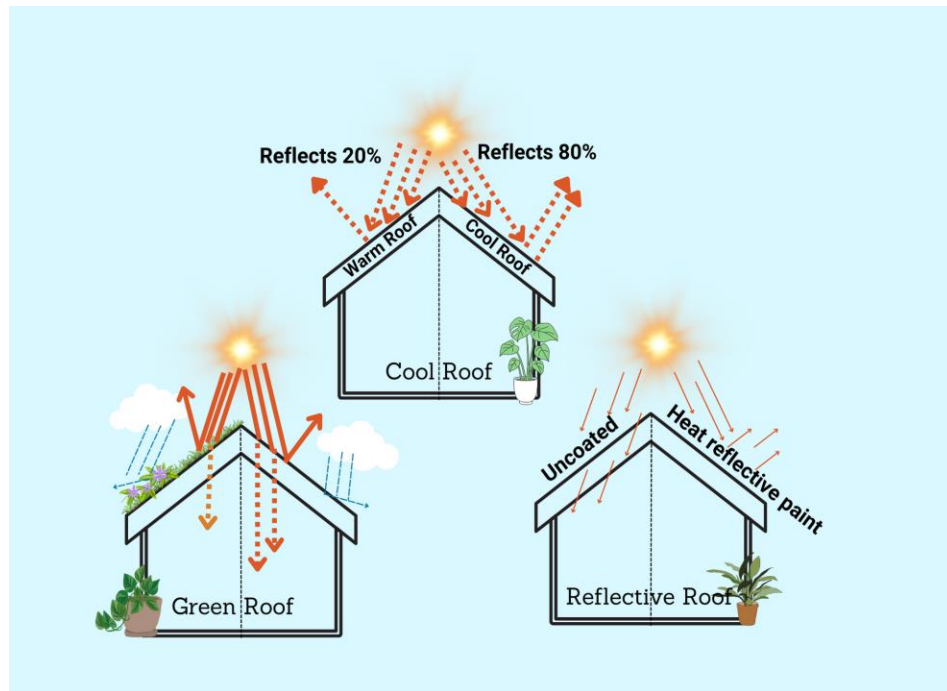 Reflects 20%
Reflects 80%
Warm Roof
Cool Roof
Cool Roof
Uncoated
Heat reflective paint
Green Roof
Reflective Roof